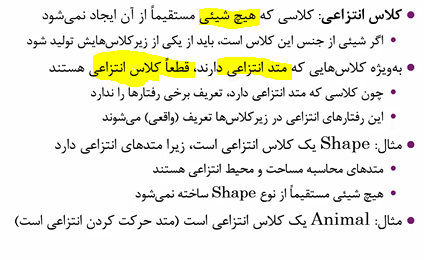 • کلاس انتزاعی: کلاسی که هیچ شیئی مستقیماً از آن ایجاد نمی‌شود
• اگر شیئی از جنس این کلاس است، باید از یکی از زیرکلاس‌هایش تولید شود
• به‌ویژه کلاس‌هایی که متد انتزاعی دارند، قطعاً کلاس انتزاعی هستند
• چون کلاسی که متد انتزاعی دارد، تعریف برخی رفتارها را ندارد
• این رفتارهای انتزاعی در زیرکلاس‌ها تعریف (واقعی) می‌شوند
• مثال: Shape یک کلاس انتزاعی است، زیرا متدهای انتزاعی دارد
• متدهای محاسبه مساحت و محیط انتزاعی هستند
• هیچ شیئی مستقیماً از نوع Shape ساخته نمی‌شود
• مثال: Animal یک کلاس انتزاعی است (متد حرکت کردن انتزاعی است)